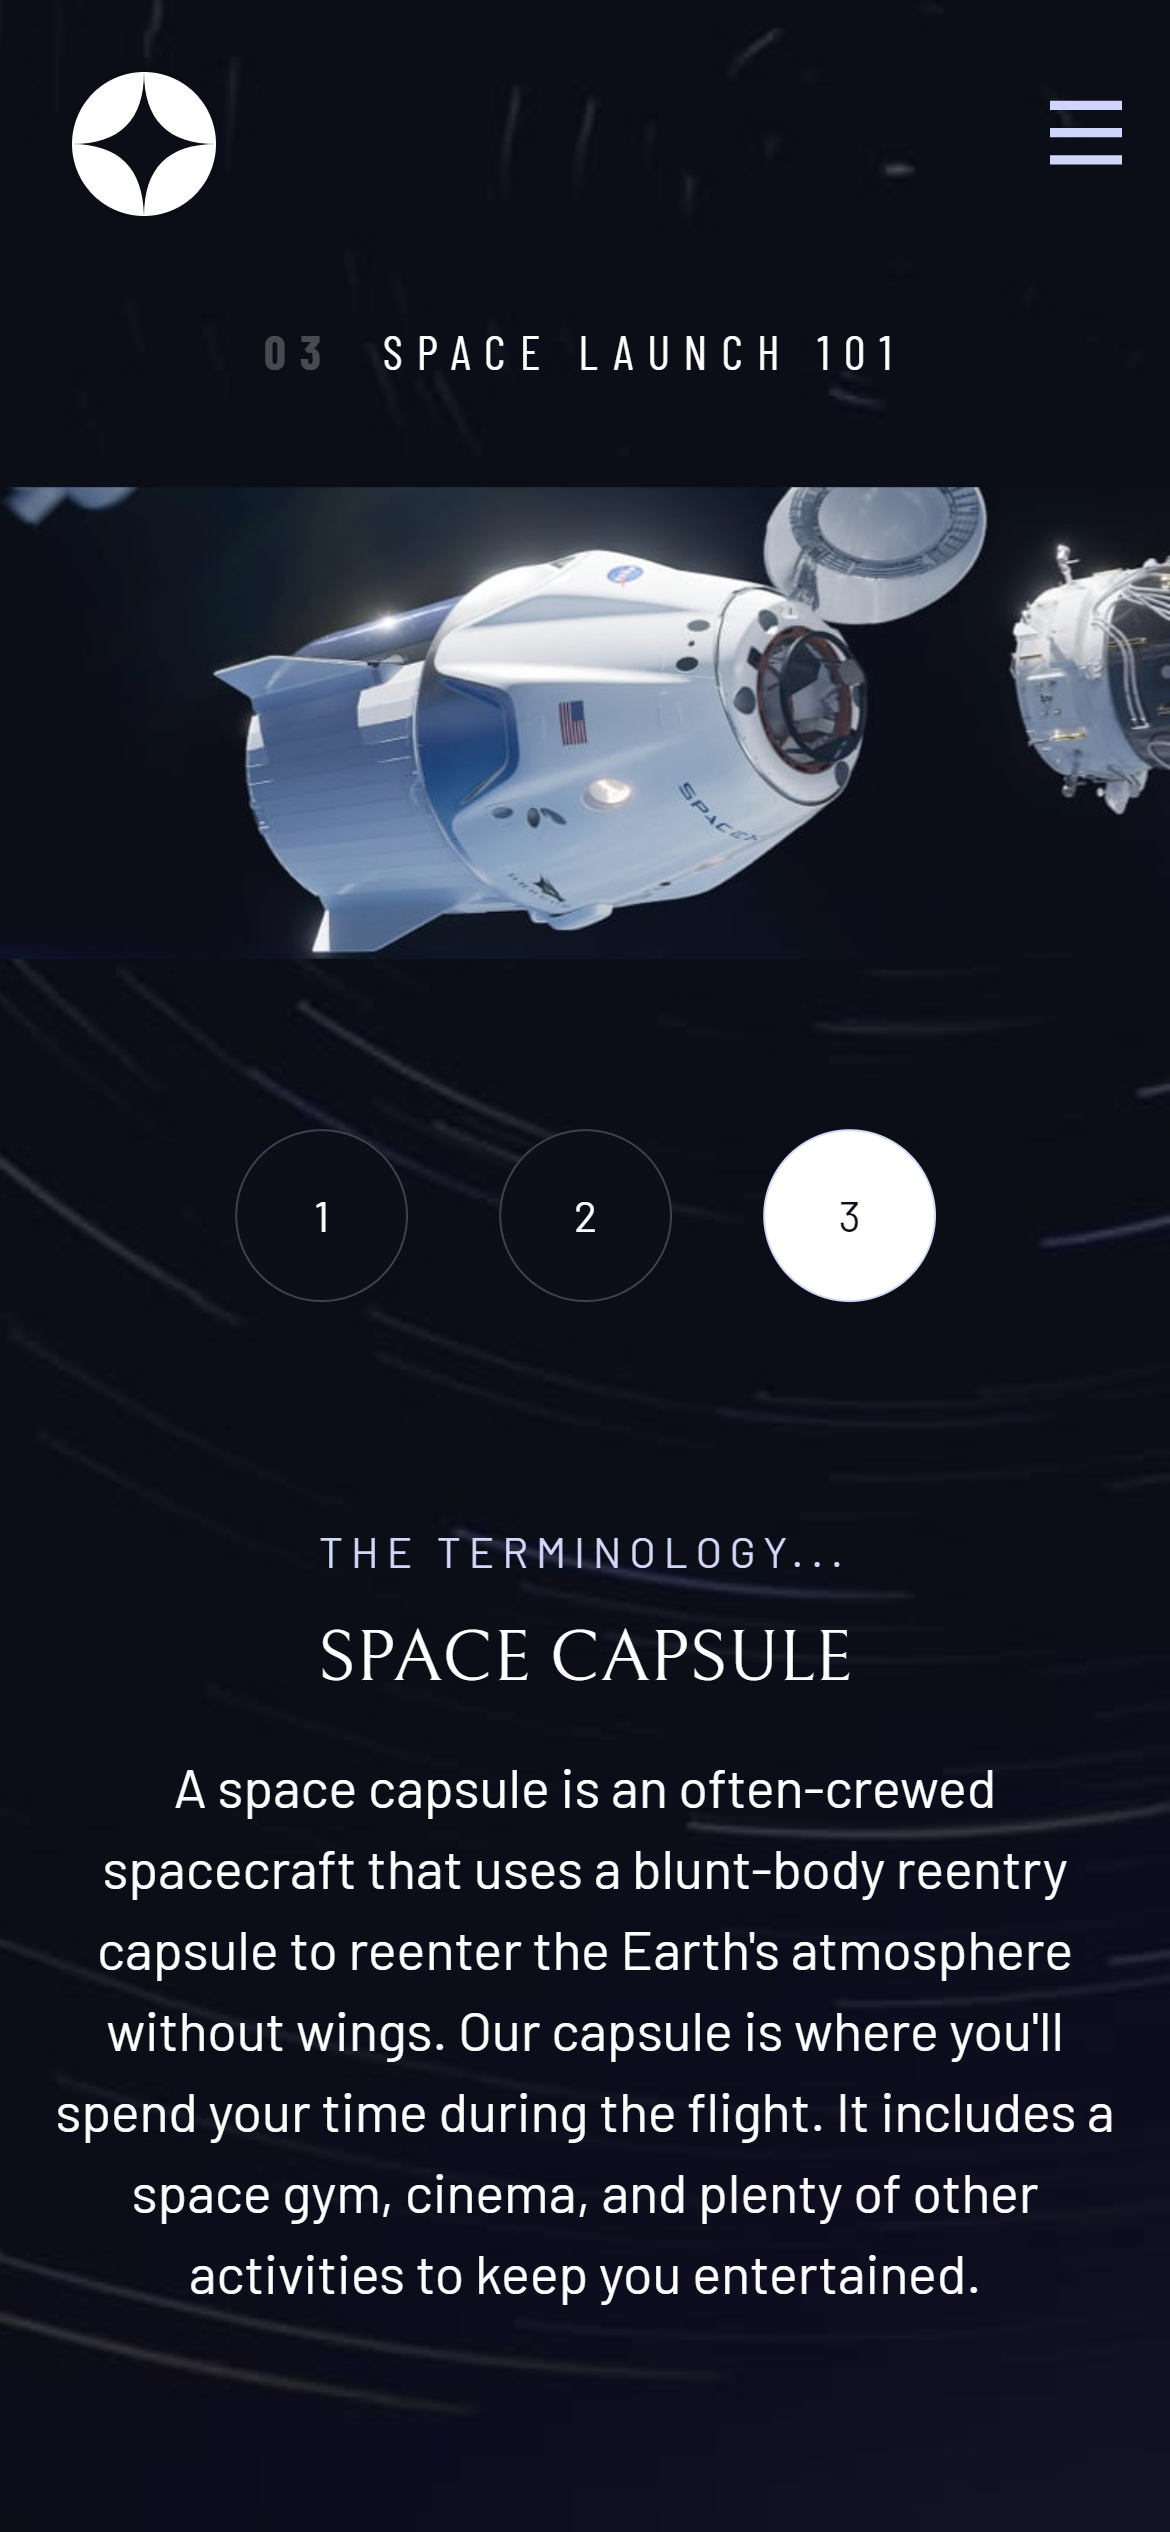 03 SPACE LAUNCH 101
SPACEX
1
2
3
THE TERMINOLOGY...
SPACE CAPSULE
A space capsule is an often-crewed
spacecraft that uses a blunt-body reentry
capsule to reenter the Earth's atmosphere
without wings. Our capsule is where you'll
spend your time during the flight. It includes a
space gym, cinema, and plenty of other
activities to keep you entertained.